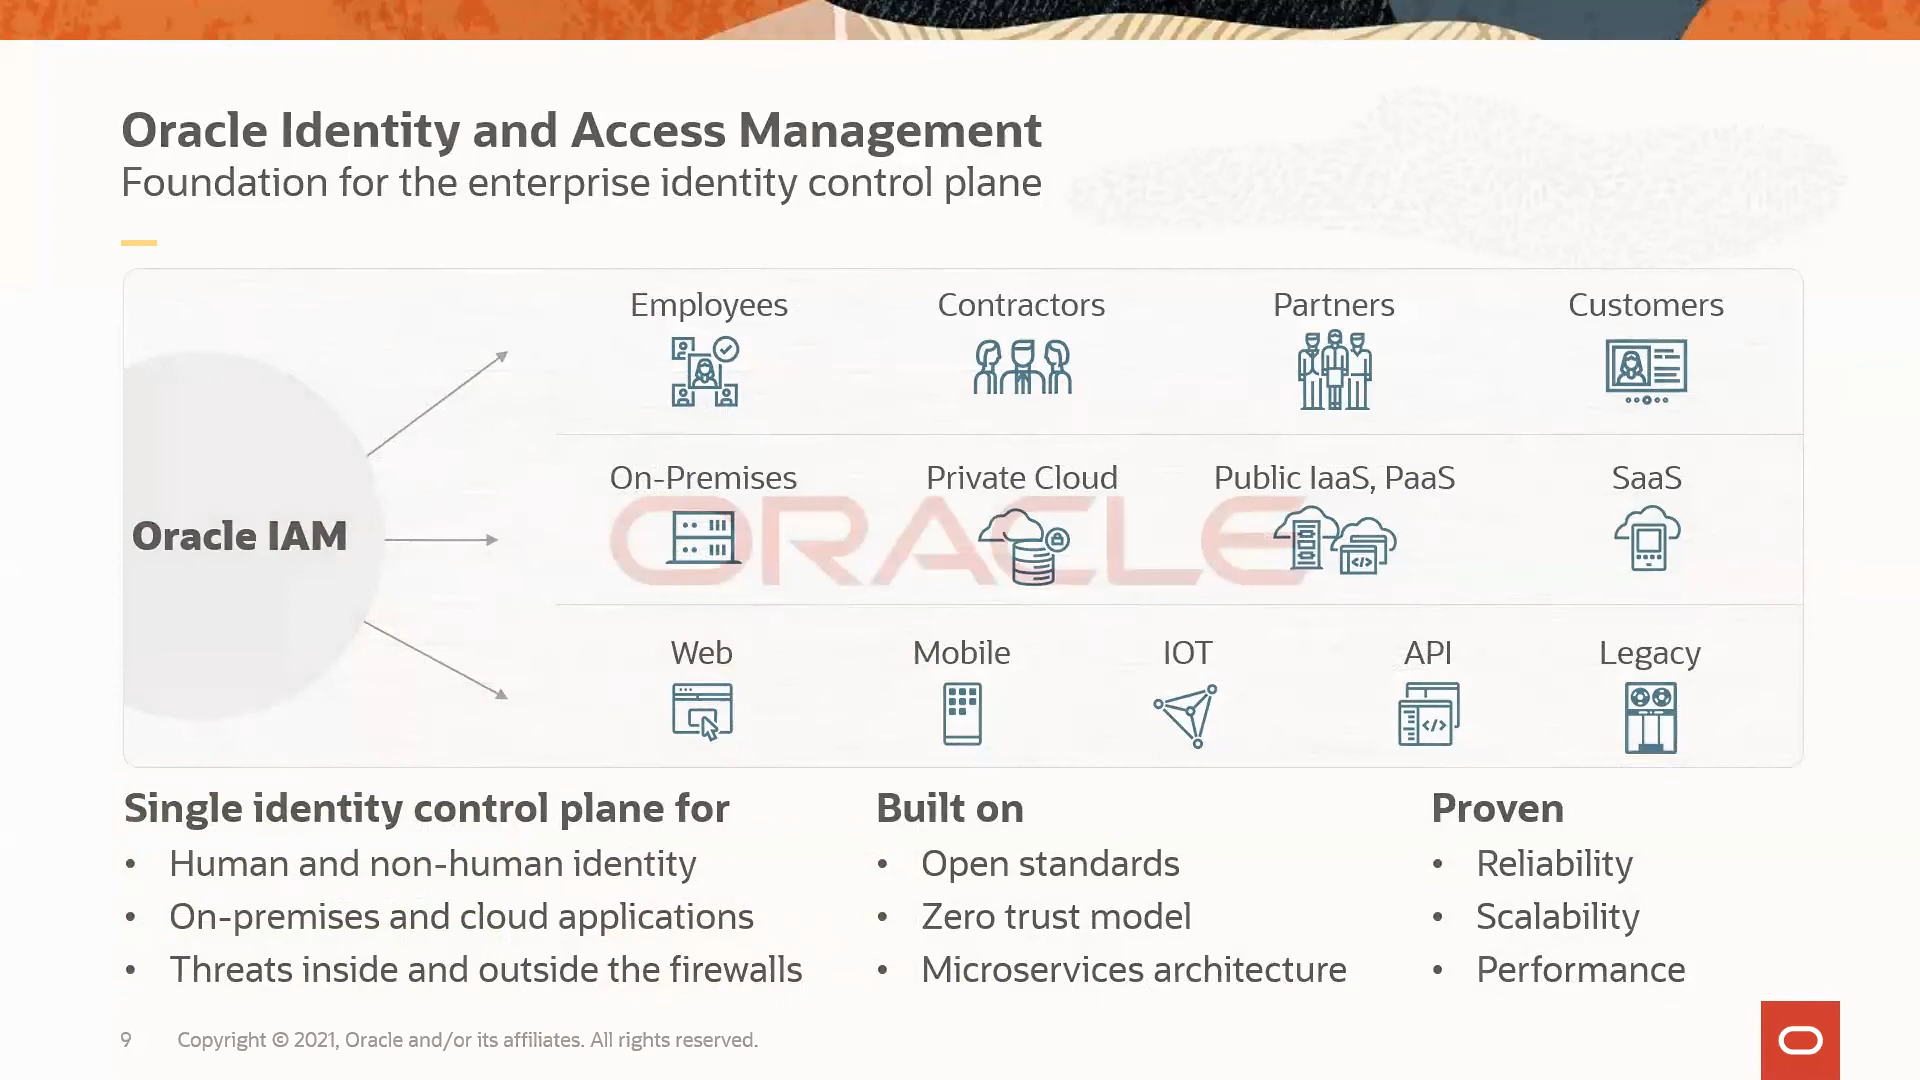 Oracle Identity and Access Management
Foundation for the enterprise identity control plane
Oracle IAM
Employees
Contractors
Partners
Customers
On-Premises
Private Cloud
Public IaaS, PaaS
SaaS
ORACLE
Web
Mobile
IOT
API
Legacy
Single identity control plane for
• Human and non-human identity
• On-premises and cloud applications
• Threats inside and outside the firewalls
Built on
• Open standards
• Zero trust model
• Microservices architecture
Proven
• Reliability
• Scalability
• Performance
9 Copyright © 2021, Oracle and/or its affiliates. All rights reserved.